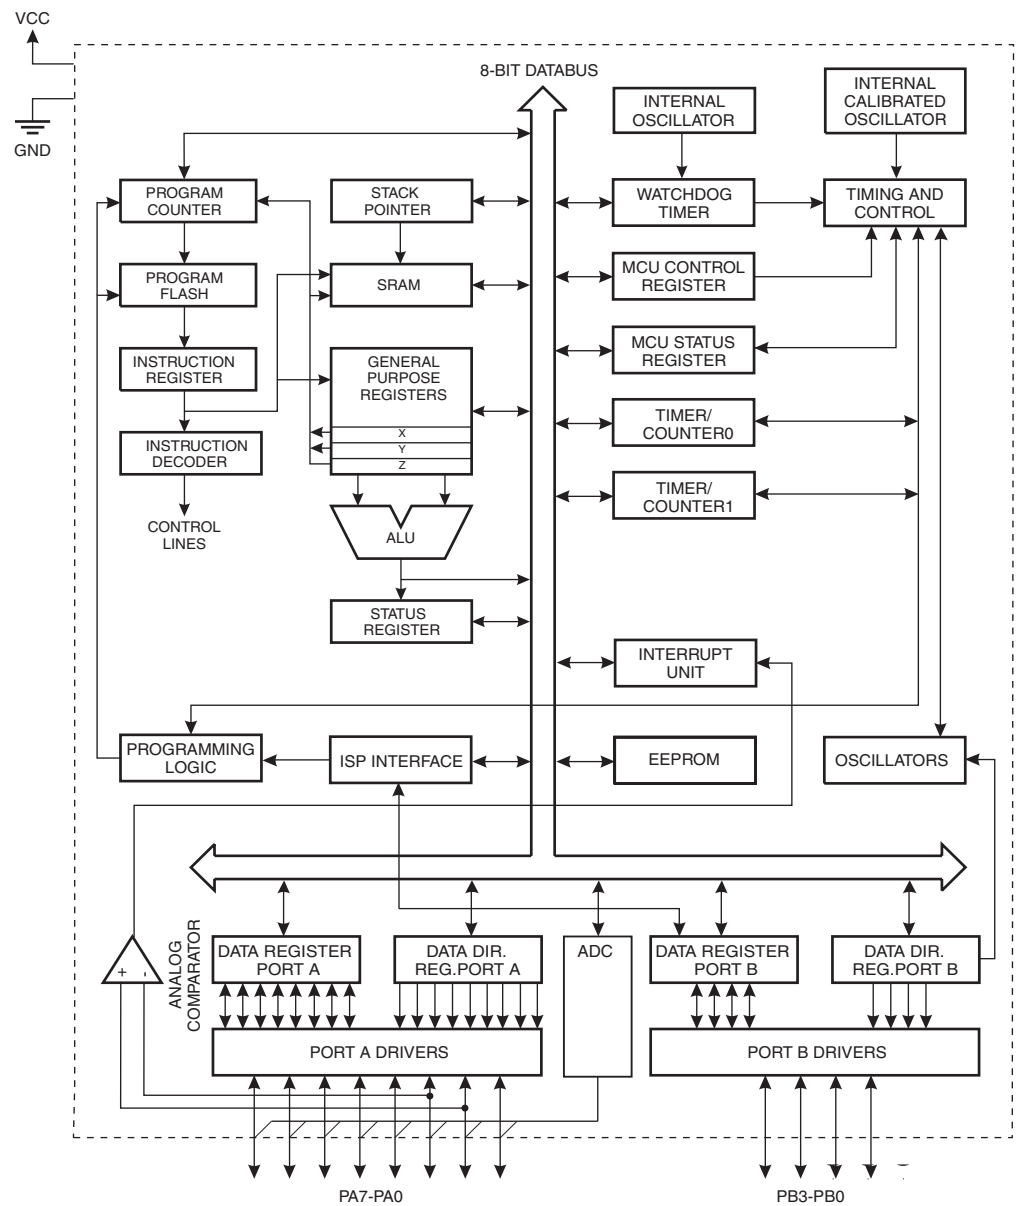 VCC
GND
8-BIT DATABUS
INTERNAL
OSCILLATOR
INTERNAL
CALIBRATED
OSCILLATOR
PROGRAM
COUNTER
STACK
POINTER
WATCHDOG
TIMER
TIMING AND
CONTROL
PROGRAM
FLASH
SRAM
MCU CONTROL
REGISTER
INSTRUCTION
REGISTER
GENERAL
PURPOSE
REGISTERS
X
Y
Z
MCU STATUS
REGISTER
INSTRUCTION
DECODER
TIMER/
COUNTER0
CONTROL
LINES
TIMER/
COUNTER1
ALU
STATUS
REGISTER
INTERRUPT
UNIT
PROGRAMMING
LOGIC
ISP INTERFACE
EEPROM
OSCILLATORS
+
-
ANALOG
COMPARATOR
DATA REGISTER
PORT A
DATA DIR.
REG.PORT A
ADC
DATA REGISTER
PORT B
DATA DIR.
REG.PORT B
PORT A DRIVERS
PORT B DRIVERS
PA7-PA0
PB3-PB0